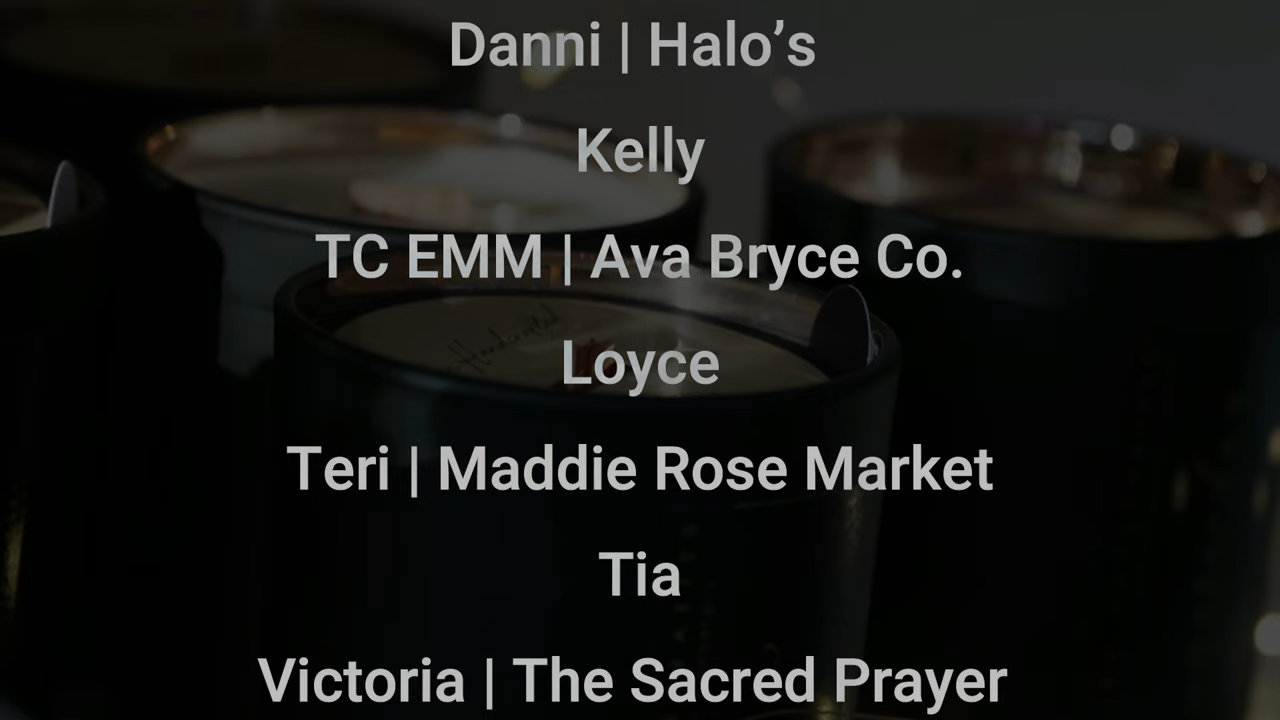 Danni | Halo’s
Kelly
TC EMM | Ava Bryce Co.
Loyce
Teri | Maddie Rose Market
Tia
Victoria | The Sacred Prayer